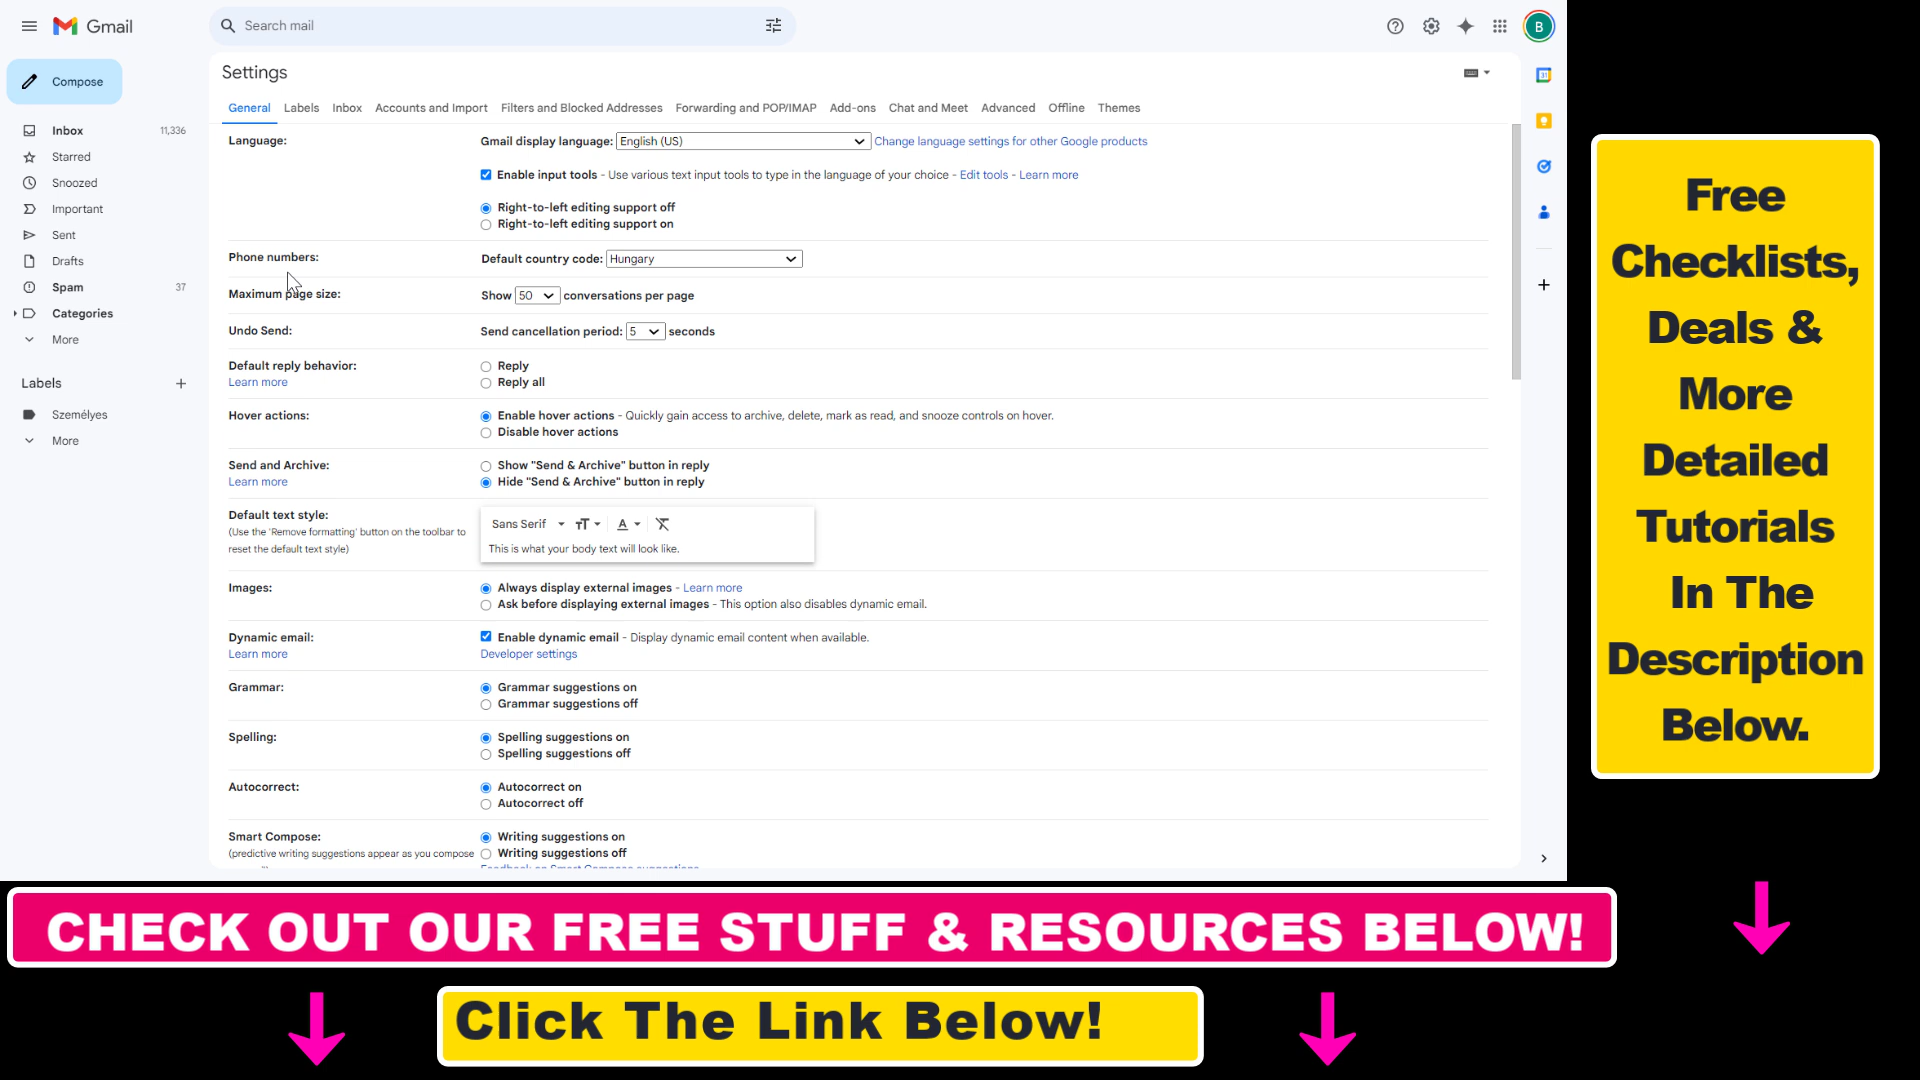 Gmail
Search mail
B
Compose
Inbox 11,336
Starred
Snoozed
Important
Sent
Drafts
Spam 37
Categories
More
Labels
Személyes
More
Settings
General Labels Inbox Accounts and Import Filters and Blocked Addresses Forwarding and POP/IMAP Add-ons Chat and Meet Advanced Offline Themes
Language:
Gmail display language: English (US) Change language settings for other Google products
Enable input tools - Use various text input tools to type in the language of your choice - Edit tools - Learn more
Right-to-left editing support off
Right-to-left editing support on
Phone numbers:
Default country code: Hungary
Maximum page size:
Show 50 conversations per page
Undo Send:
Send cancellation period: 5 seconds
Default reply behavior:
Learn more
Reply
Reply all
Hover actions:
Enable hover actions - Quickly gain access to archive, delete, mark as read, and snooze controls on hover.
Disable hover actions
Send and Archive:
Learn more
Show "Send & Archive" button in reply
Hide "Send & Archive" button in reply
Default text style:
(Use the 'Remove formatting' button on the toolbar to
reset the default text style)
Sans Serif
This is what your body text will look like.
Images:
Always display external images - Learn more
Ask before displaying external images - This option also disables dynamic email.
Dynamic email:
Learn more
Enable dynamic email - Display dynamic email content when available.
Developer settings
Grammar:
Grammar suggestions on
Grammar suggestions off
Spelling:
Spelling suggestions on
Spelling suggestions off
Autocorrect:
Autocorrect on
Autocorrect off
Smart Compose:
(predictive writing suggestions appear as you compose
Writing suggestions on
Writing suggestions off
31
Free
Checklists,
Deals &
More
Detailed
Tutorials
In The
Description
Below.
CHECK OUT OUR FREE STUFF & RESOURCES BELOW!
Click The Link Below!